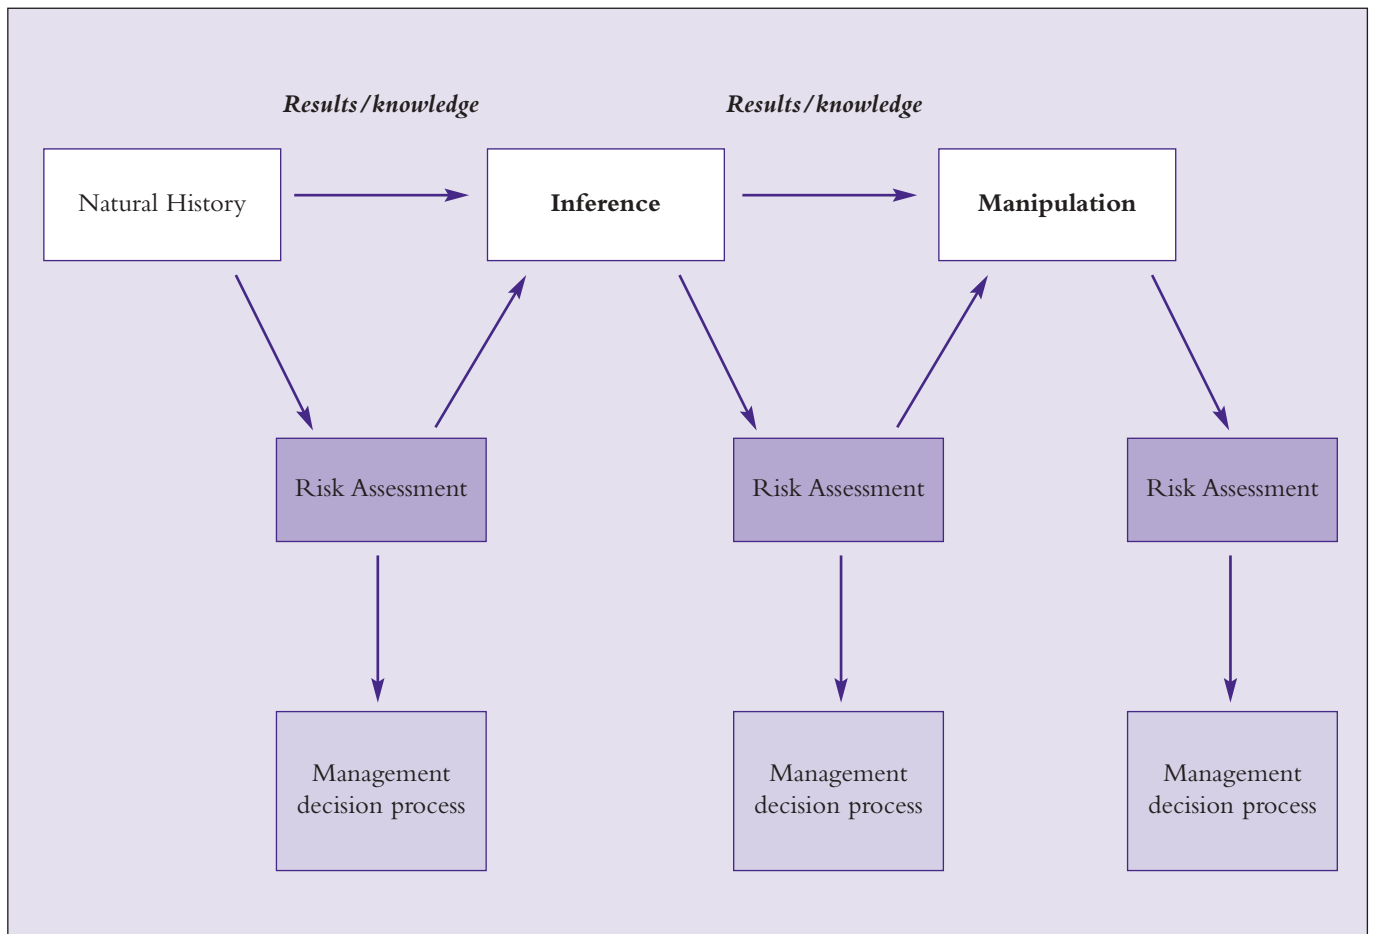 Results/knowledge
Results/knowledge
Natural History
Inference
Manipulation
Risk Assessment
Risk Assessment
Risk Assessment
Management
decision process
Management
decision process
Management
decision process